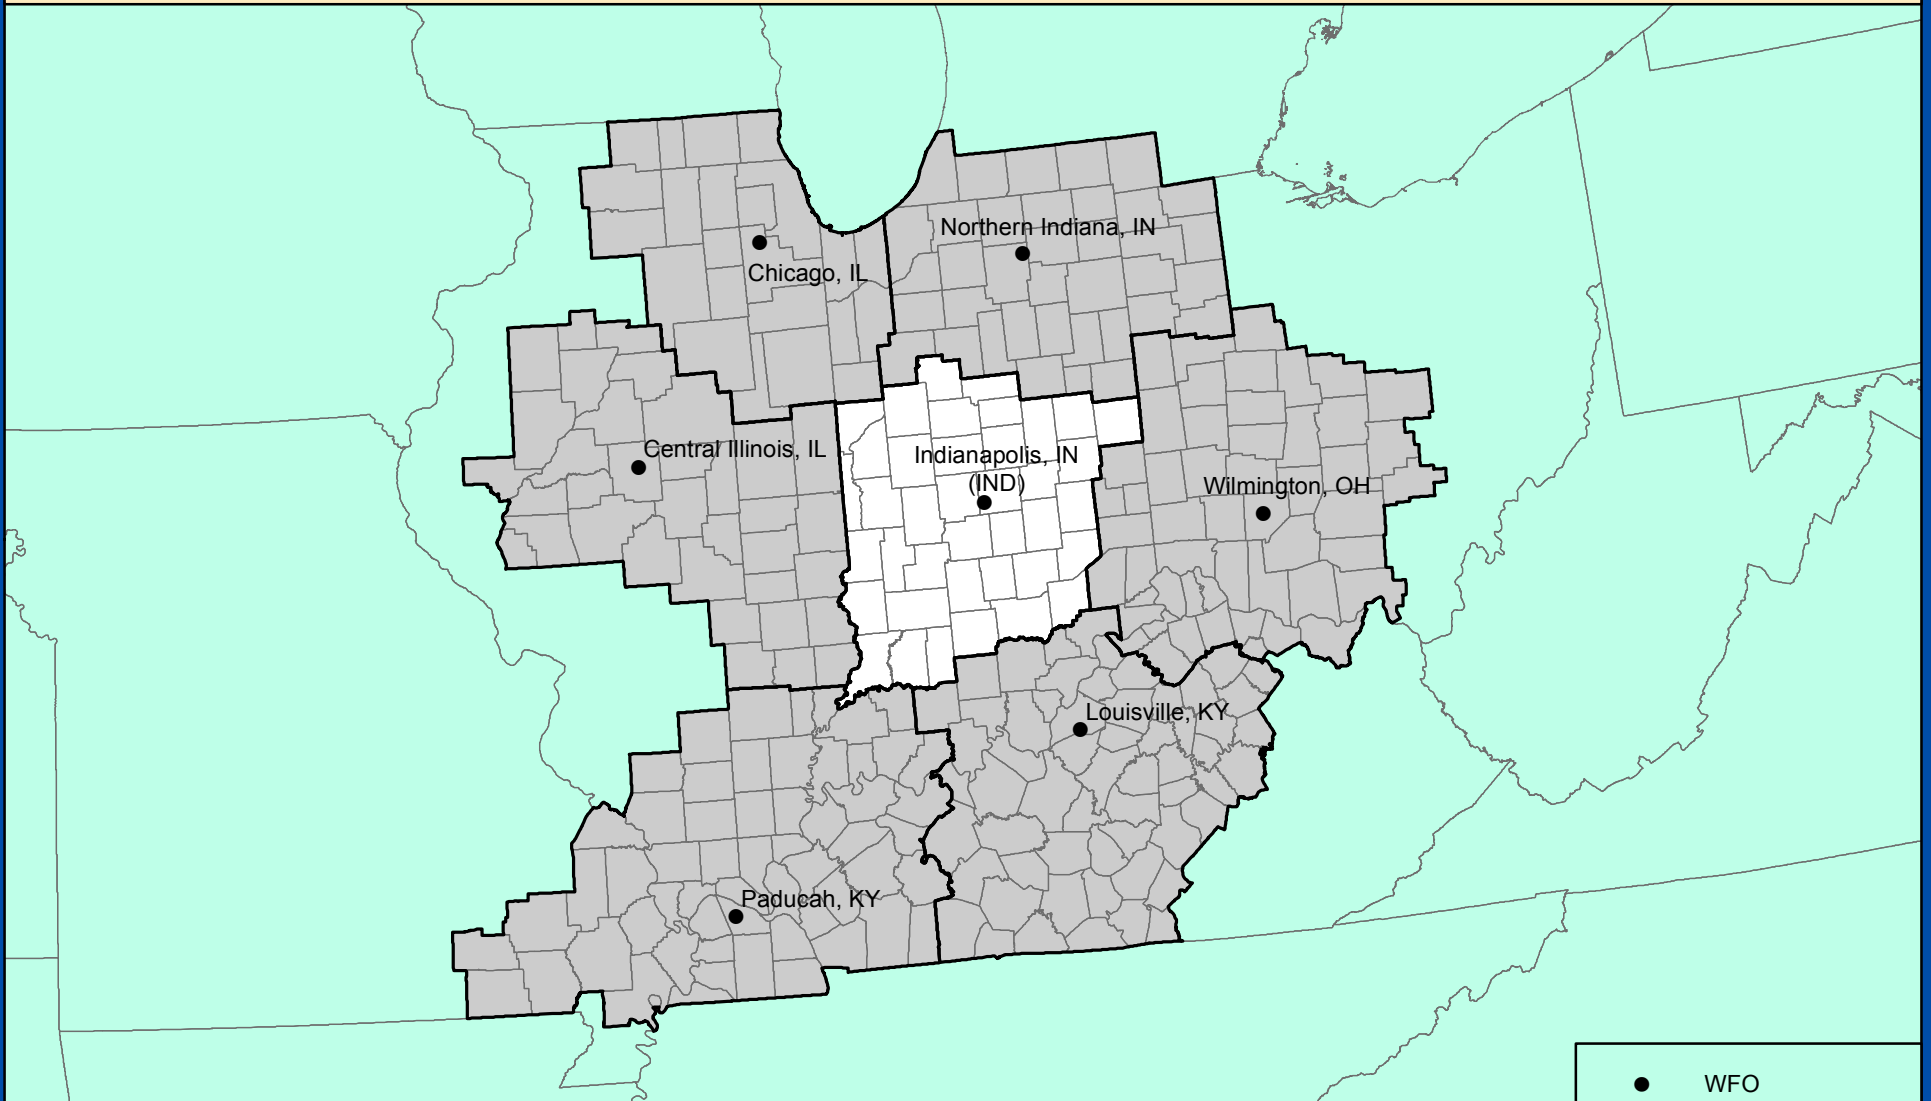 Northern Indiana, IN
Chicago, IL
Central Illinois, IL
Indianapolis, IN
(IND)
Wilmington, OH
Louisville, KY
Paducah, KY
WFO